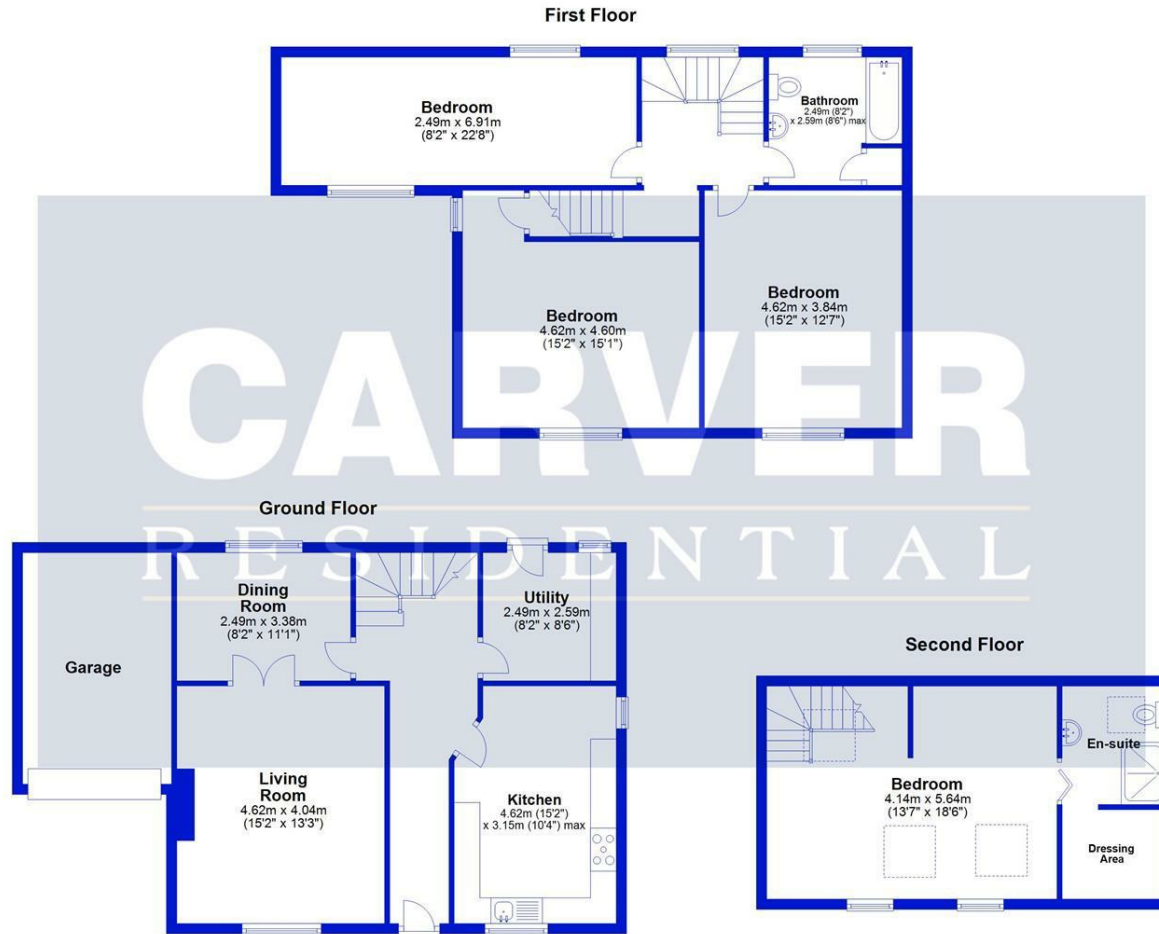 First Floor
Bedroom
2.49m x 6.91m
(8'2" x 22'8")
Bathroom
2.49m (8'2")
x 2.59m (8'6") max
Bedroom
4.62m x 4.60m
(15'2" x 15'1")
Bedroom
4.62m x 3.84m
(15'2" x 12'7")
CARVER
RESIDENTIAL
Ground Floor
Dining
Room
2.49m x 3.38m
(8'2" x 11'1")
Utility
2.49m x 2.59m
(8'2" x 8'6")
Garage
Living
Room
4.62m x 4.04m
(15'2" x 13'3")
Kitchen
4.62m (15'2")
x 3.15m (10'4") max
Second Floor
En-suite
Bedroom
4.14m x 5.64m
(13'7" x 18'6")
Dressing
Area